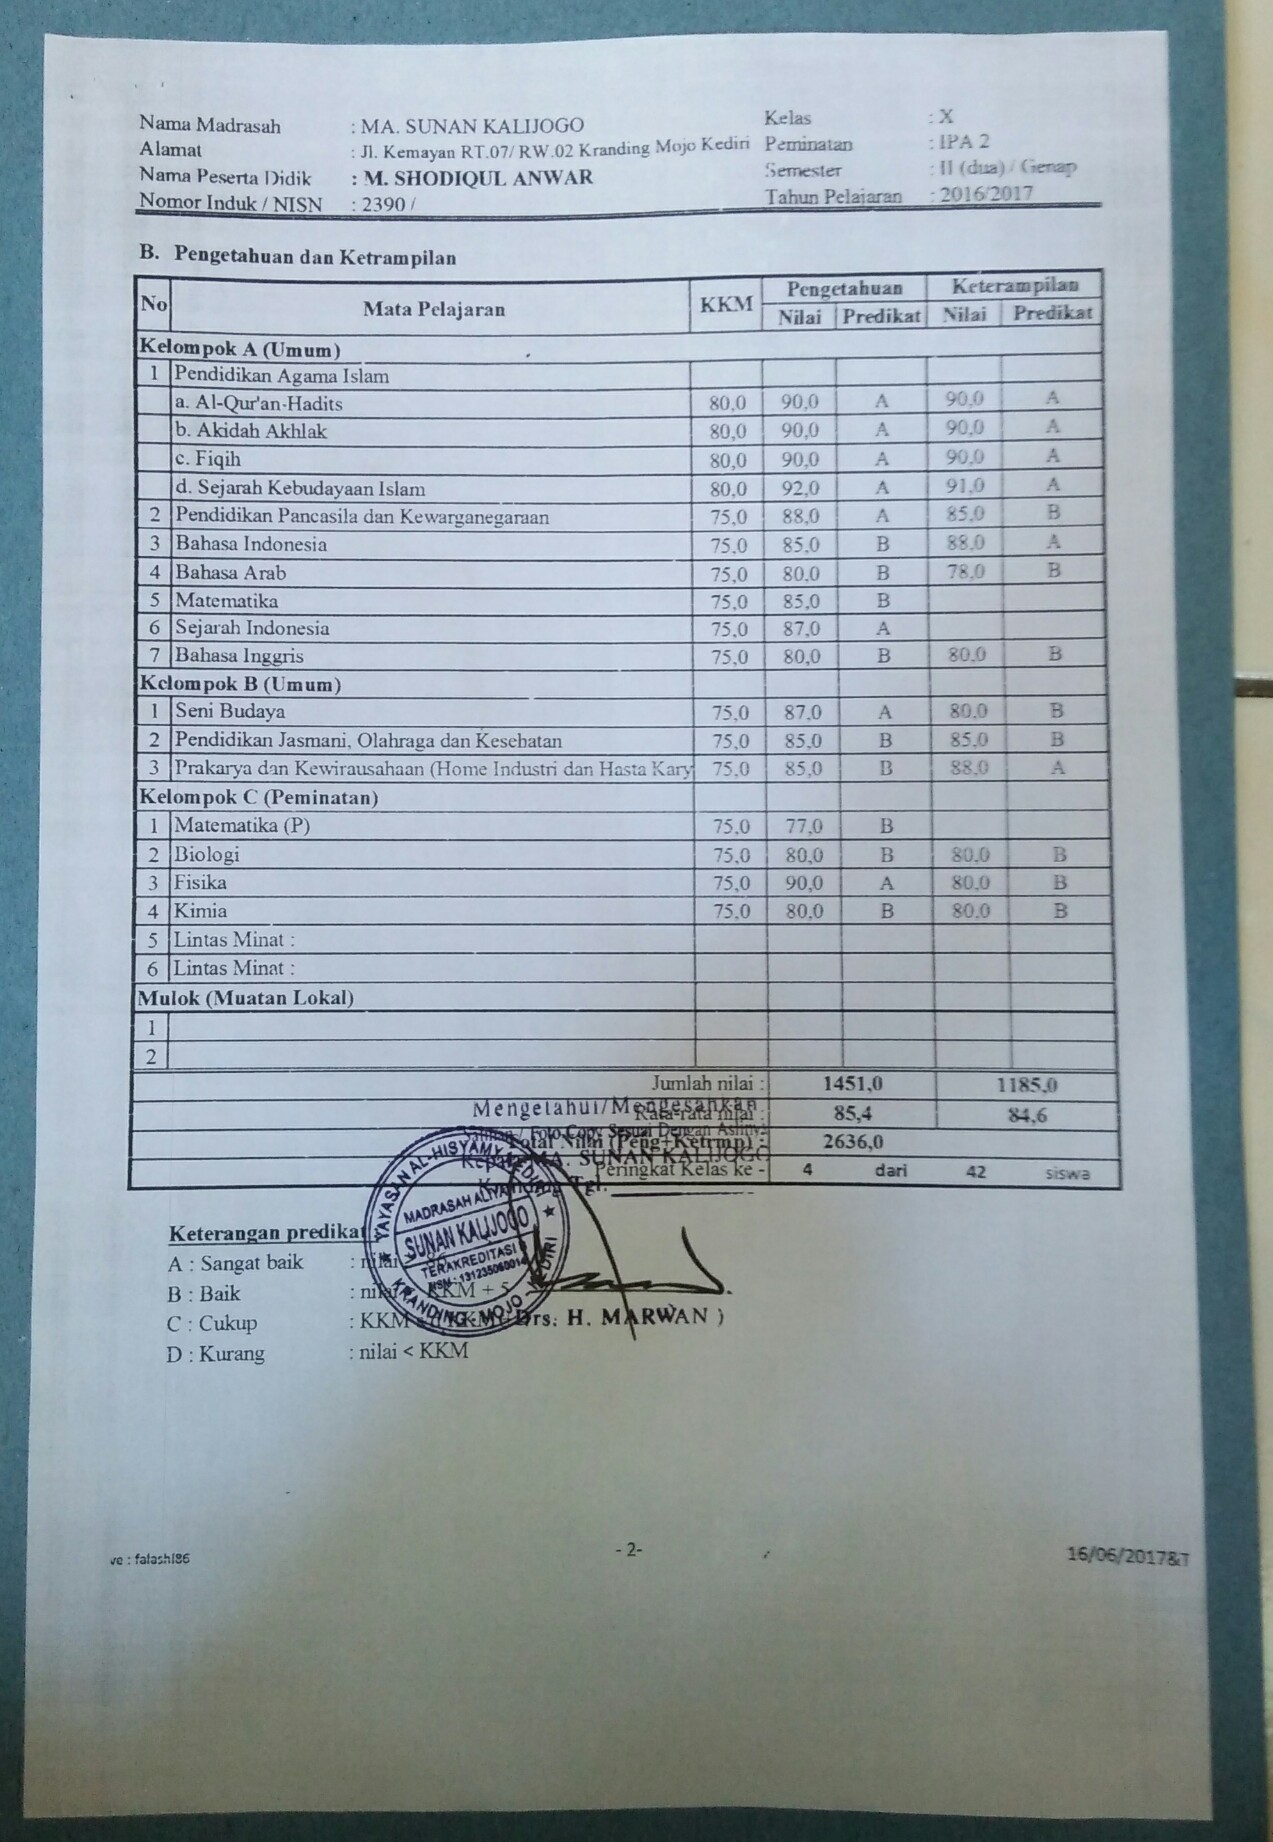 Nama Madrasah : MA. SUNAN KALIJOGO Kelas : X
Alamat : Jl. Kemayan RT.07/ RW.02 Kranding Mojo Kediri Peminatan : IPA 2
Nama Peserta Didik : M. SHODIQUL ANWAR Semester : II (dua) / Genap
Nomor Induk / NISN : 2390 / Tahun Pelajaran : 2016/2017
B. Pengetahuan dan Ketrampilan
No Mata Pelajaran KKM Pengetahuan Keterampilan
Nilai Predikat Nilai Predikat
Kelompok A (Umum)
1 Pendidikan Agama Islam
a. Al-Qur'an-Hadits 80,0 90,0 A 90,0 A
b. Akidah Akhlak 80,0 90,0 A 90,0 A
c. Fiqih 80,0 90,0 A 90,0 A
d. Sejarah Kebudayaan Islam 80,0 92,0 A 91,0 A
2 Pendidikan Pancasila dan Kewarganegaraan 75,0 88,0 A 85,0 B
3 Bahasa Indonesia 75,0 85,0 B 88,0 A
4 Bahasa Arab 75,0 80,0 B 78,0 B
5 Matematika 75,0 85,0 B
6 Sejarah Indonesia 75,0 87,0 A
7 Bahasa Inggris 75,0 80,0 B 80,0 B
Kelompok B (Umum)
1 Seni Budaya 75,0 87,0 A 80,0 B
2 Pendidikan Jasmani, Olahraga dan Kesehatan 75,0 85,0 B 85,0 B
3 Prakarya dan Kewirausahaan (Home Industri dan Hasta Kary 75,0 85,0 B 88,0 A
Kelompok C (Peminatan)
1 Matematika (P) 75,0 77,0 B
2 Biologi 75,0 80,0 B 80,0 B
3 Fisika 75,0 90,0 A 80,0 B
4 Kimia 75,0 80,0 B 80,0 B
5 Lintas Minat :
6 Lintas Minat :
Mulok (Muatan Lokal)
1
2
Jumlah nilai : 1451,0 1185,0
Mengetahui/Mengesahkan
Rata-rata nilai : 85,4 84,6
Foto Copy Sesuai Dengan Aslinya
Total Nilai (Peng+Ketrmp) : 2636,0
Kepala MA. SUNAN KALIJOGO
Peringkat Kelas ke - 4 dari 42 siswa
Kranding Tgl.
YAYASAN AL-HISYAMY KEDIRI
MADRASAH ALIYAH
SUNAN KALIJOGO
TERAKREDITASI B
NSM : 131235060014
KRANDING - MOJO - KEDIRI
Keterangan predikat
A : Sangat baik : nilai
B : Baik : nilai KKM + 5
C : Cukup : KKM KKM
Drs. H. MARWAN )
D : Kurang : nilai < KKM
ve : falashl86 - 2- 16/06/2017&T